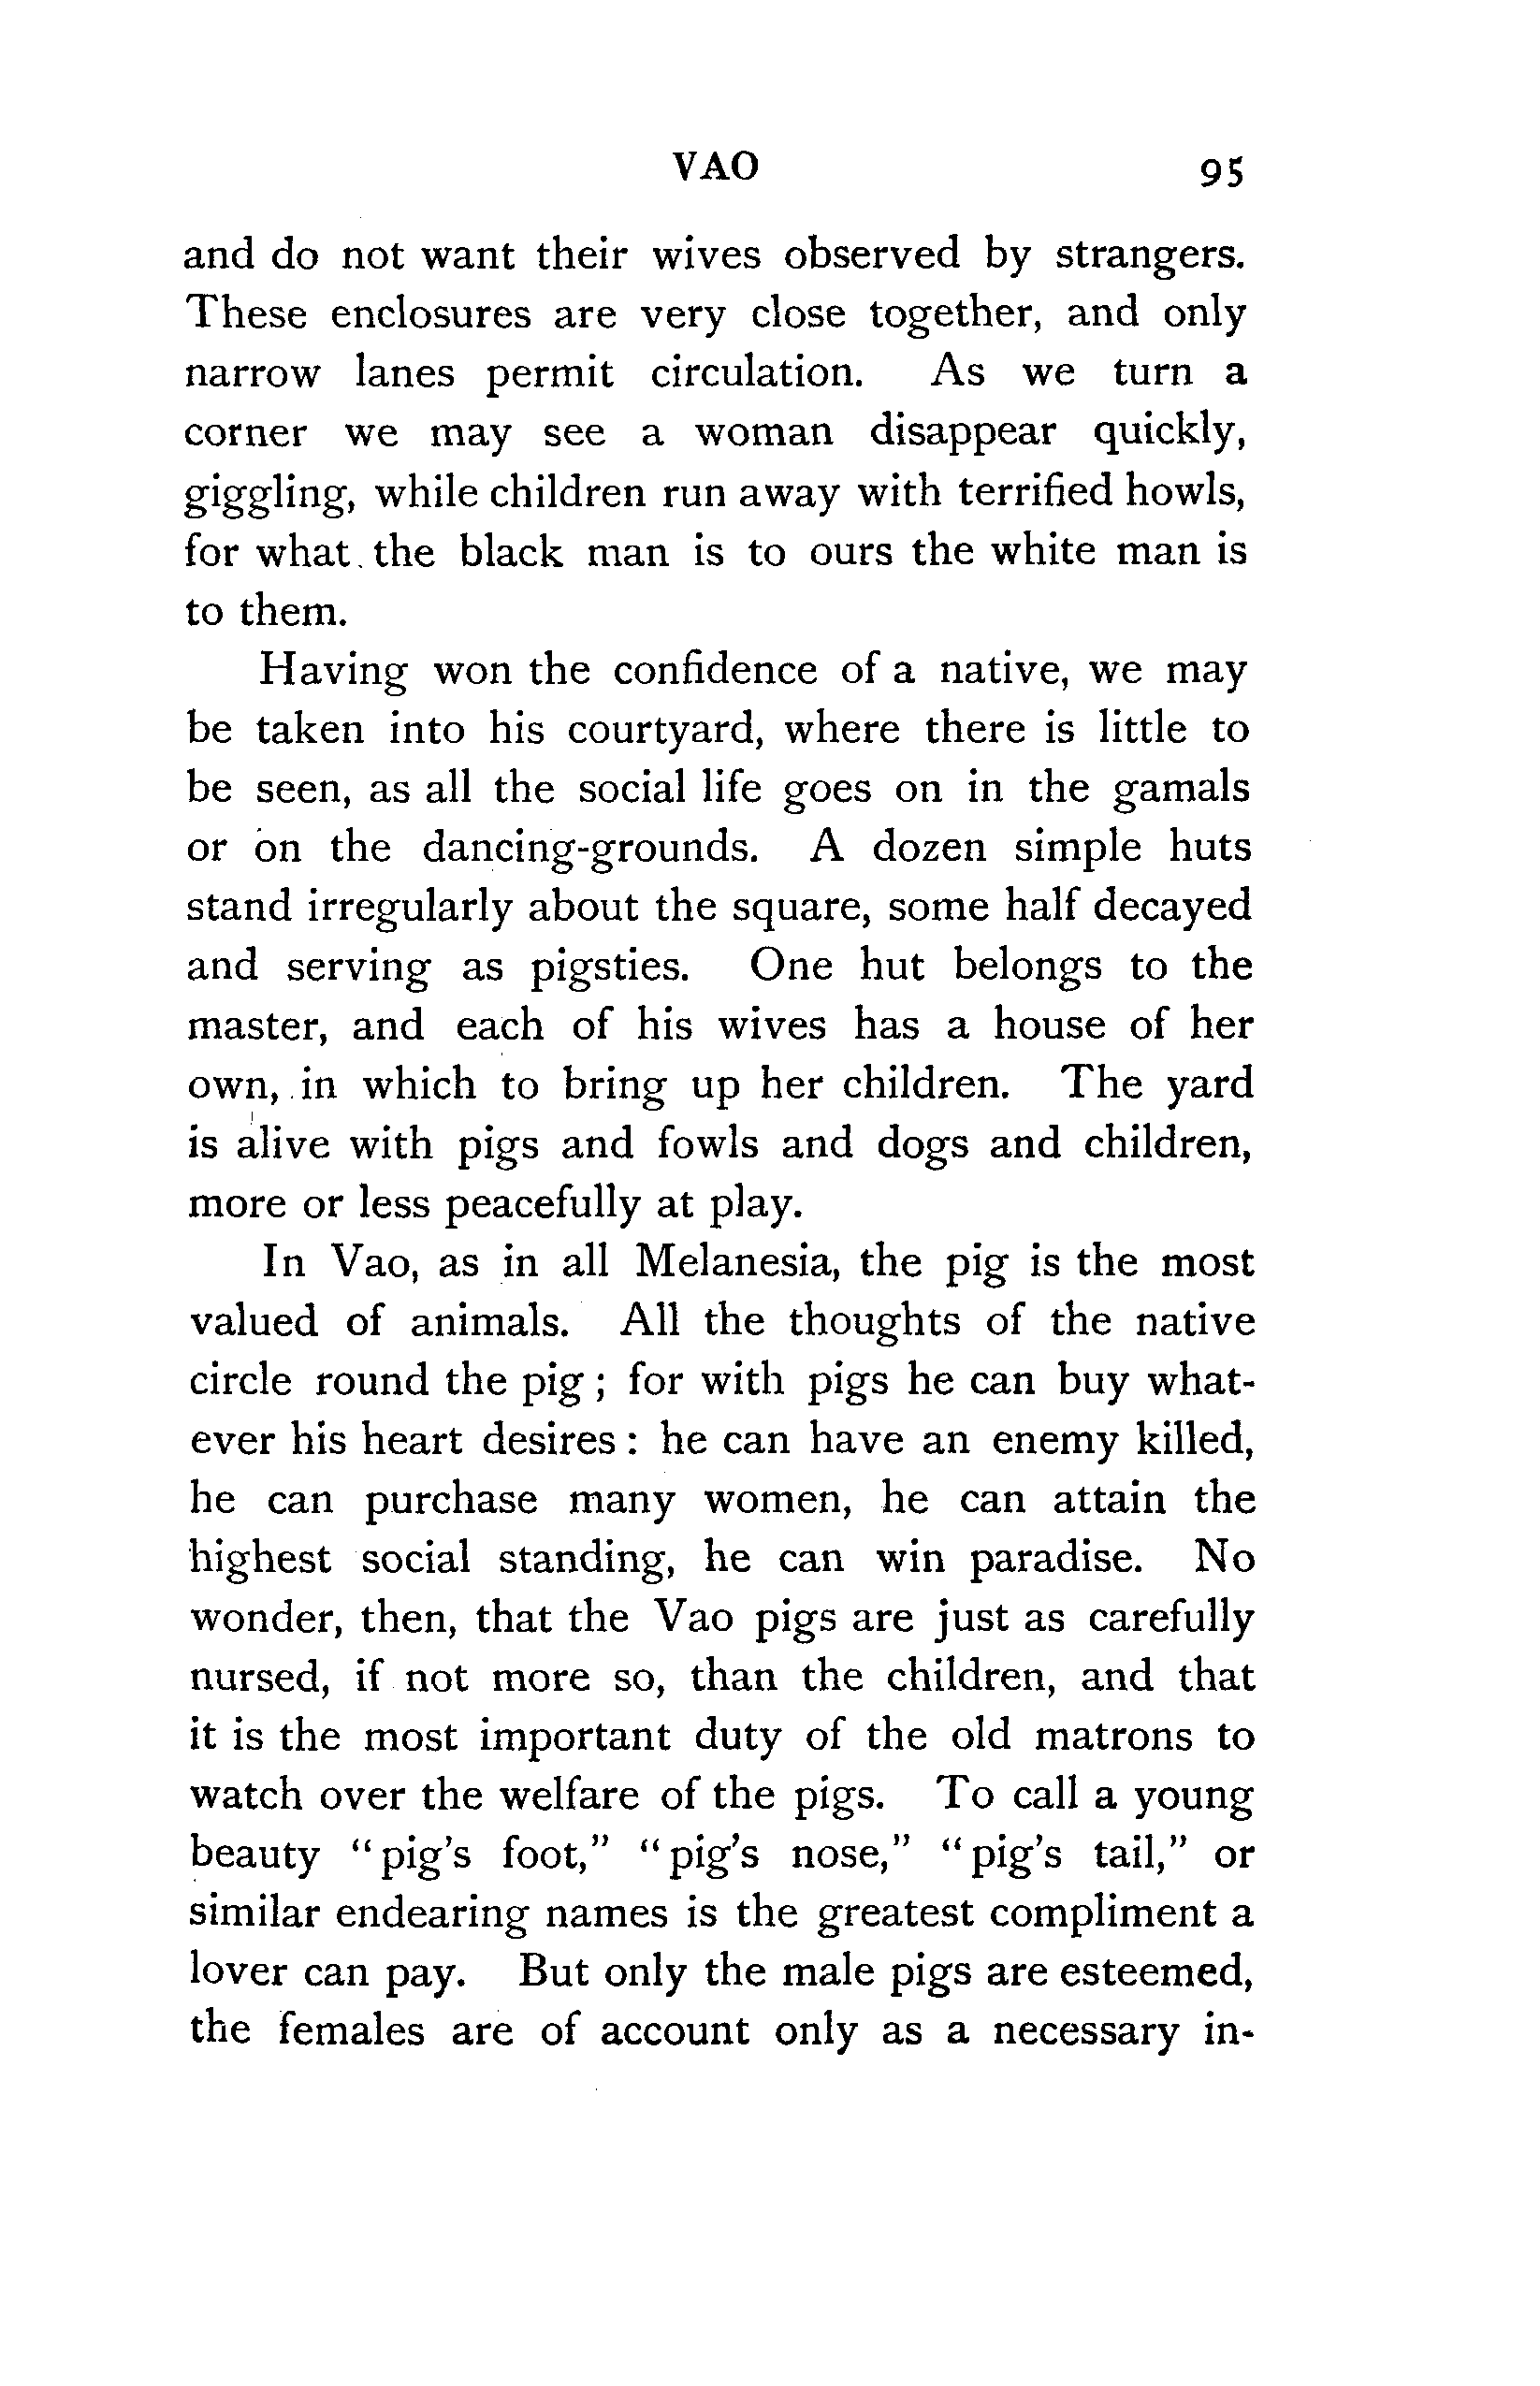 VAO 95
and do not want their wives observed by strangers.
These enclosures are very close together, and only
narrow lanes permit circulation. As we turn a
corner we may see a woman disappear quickly,
giggling, while children run away with terrified howls,
for what the black man is to ours the white man is
to them.
Having won the confidence of a native, we may
be taken into his courtyard, where there is little to
be seen, as all the social life goes on in the gamals
or on the dancing-grounds. A dozen simple huts
stand irregularly about the square, some half decayed
and serving as pigsties. One hut belongs to the
master, and each of his wives has a house of her
own, in which to bring up her children. The yard
is alive with pigs and fowls and dogs and children,
more or less peacefully at play.
In Vao, as in all Melanesia, the pig is the most
valued of animals. All the thoughts of the native
circle round the pig; for with pigs he can buy what-
ever his heart desires: he can have an enemy killed,
he can purchase many women, he can attain the
highest social standing, he can win paradise. No
wonder, then, that the Vao pigs are just as carefully
nursed, if not more so, than the children, and that
it is the most important duty of the old matrons to
watch over the welfare of the pigs. To call a young
beauty "pig's foot," "pig's nose," "pig's tail," or
similar endearing names is the greatest compliment a
lover can pay. But only the male pigs are esteemed,
the females are of account only as a necessary in-